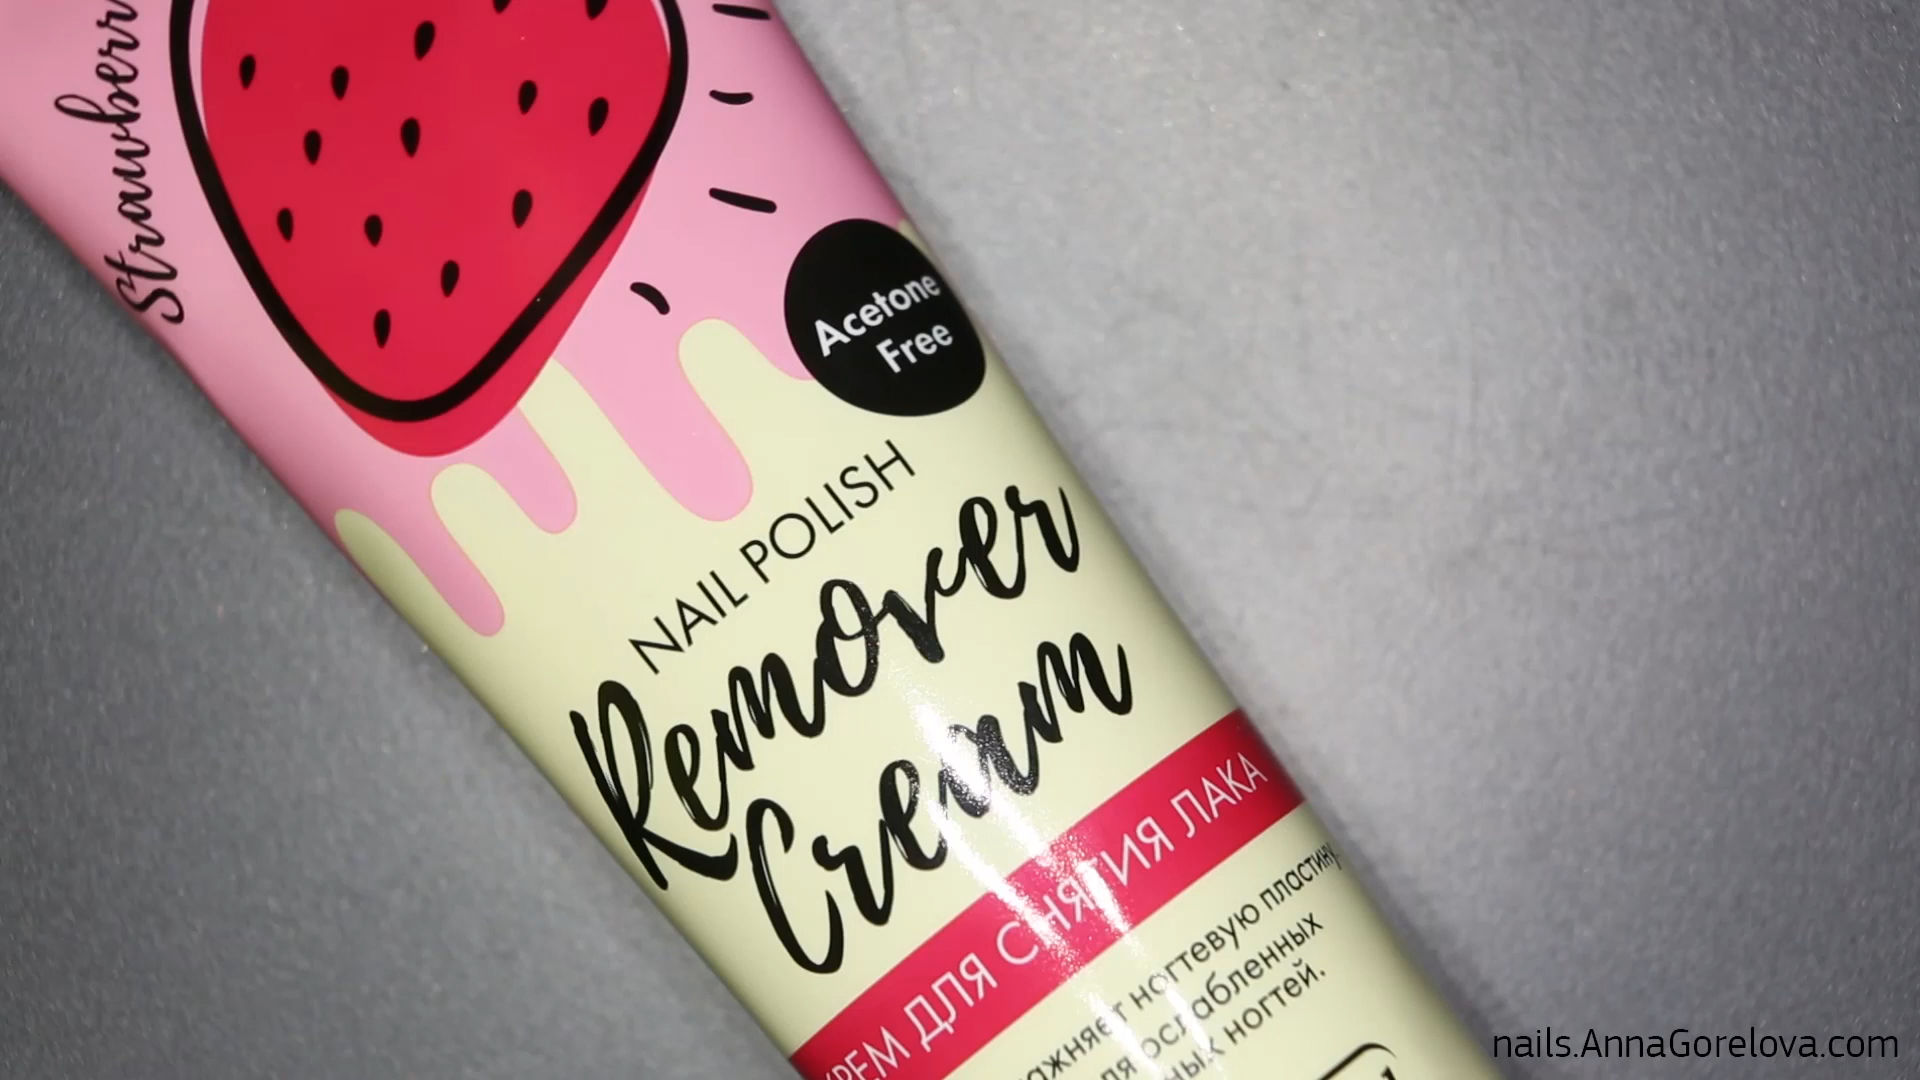 Strawberr
Acetone
Free
NAIL POLISH
Remover
Cream
КРЕМ ДЛЯ СНЯТИЯ ЛАКА
ногтевую пластину
ослабленных
ногтей.
nails.AnnaGorelova.com